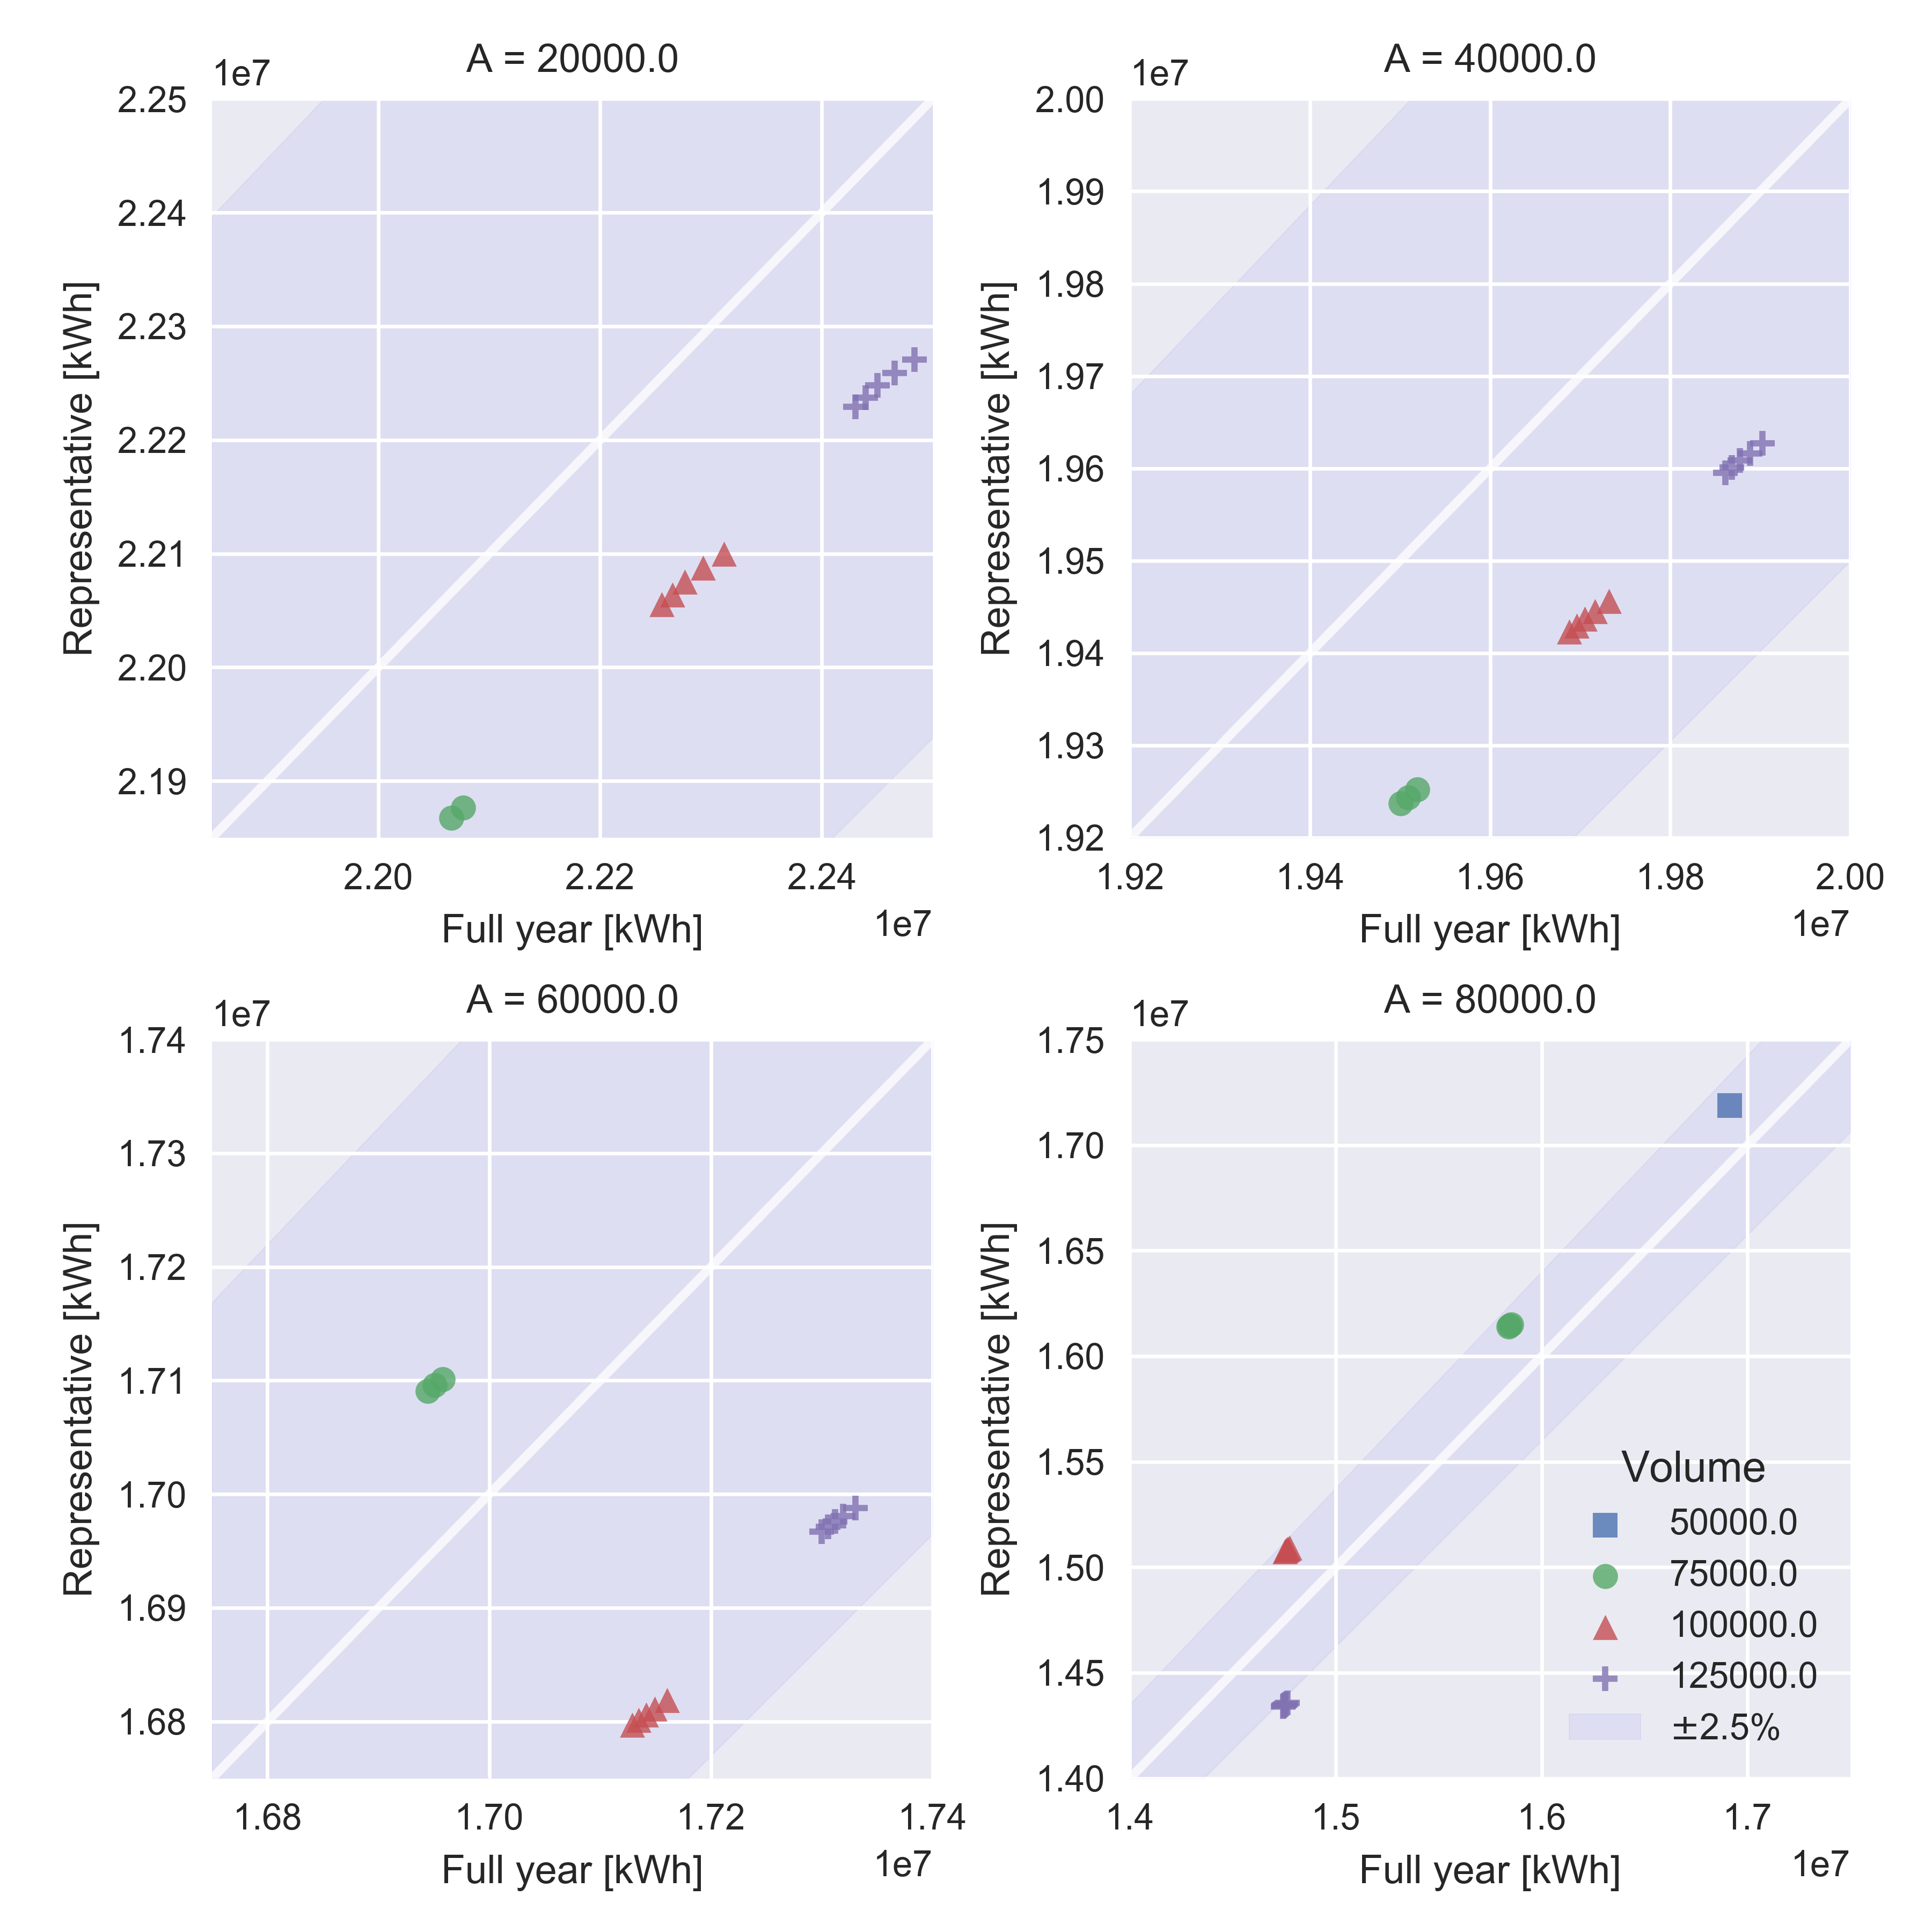 A = 20000.0
1e7
2.25
2.24
2.23
2.22
2.21
2.20
2.19
Representative [kWh]
2.20 2.22 2.24
Full year [kWh]
1e7
A = 40000.0
1e7
2.00
1.99
1.98
1.97
1.96
1.95
1.94
1.93
1.92
Representative [kWh]
1.92 1.94 1.96 1.98 2.00
Full year [kWh]
1e7
A = 60000.0
1e7
1.74
1.73
1.72
1.71
1.70
1.69
1.68
Representative [kWh]
1.68 1.70 1.72 1.74
Full year [kWh]
1e7
A = 80000.0
1e7
1.75
1.70
1.65
1.60
1.55
1.50
1.45
1.40
Representative [kWh]
Volume
50000.0
75000.0
100000.0
125000.0
±2.5%
1.4 1.5 1.6 1.7
Full year [kWh]
1e7